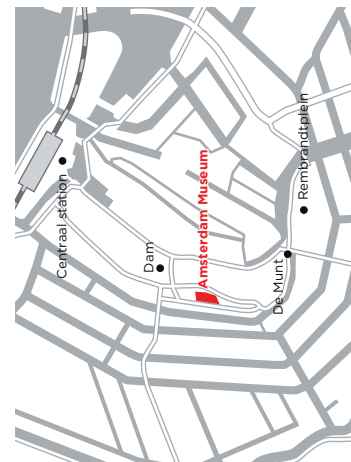 Centraal station
Dam
Amsterdam Museum
De Munt
Rembrandtplein